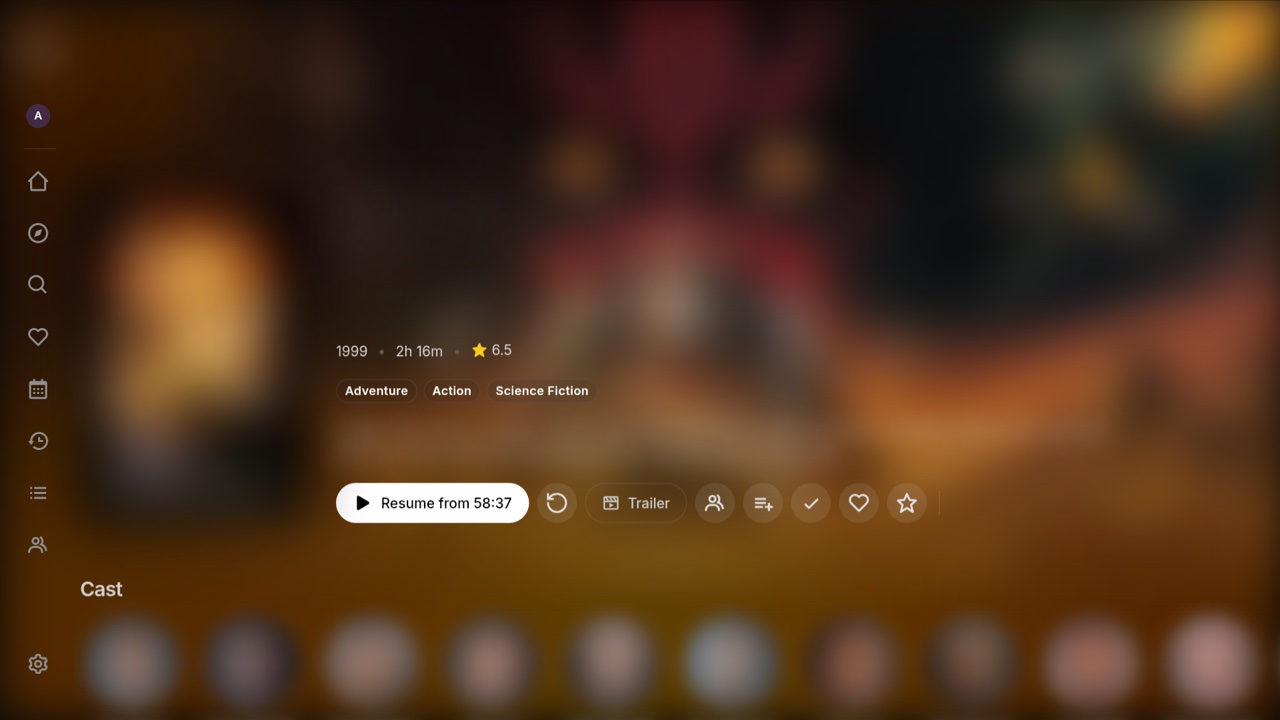 A
1999 • 2h 16m • 6.5
Adventure Action Science Fiction
Resume from 58:37 Trailer
Cast